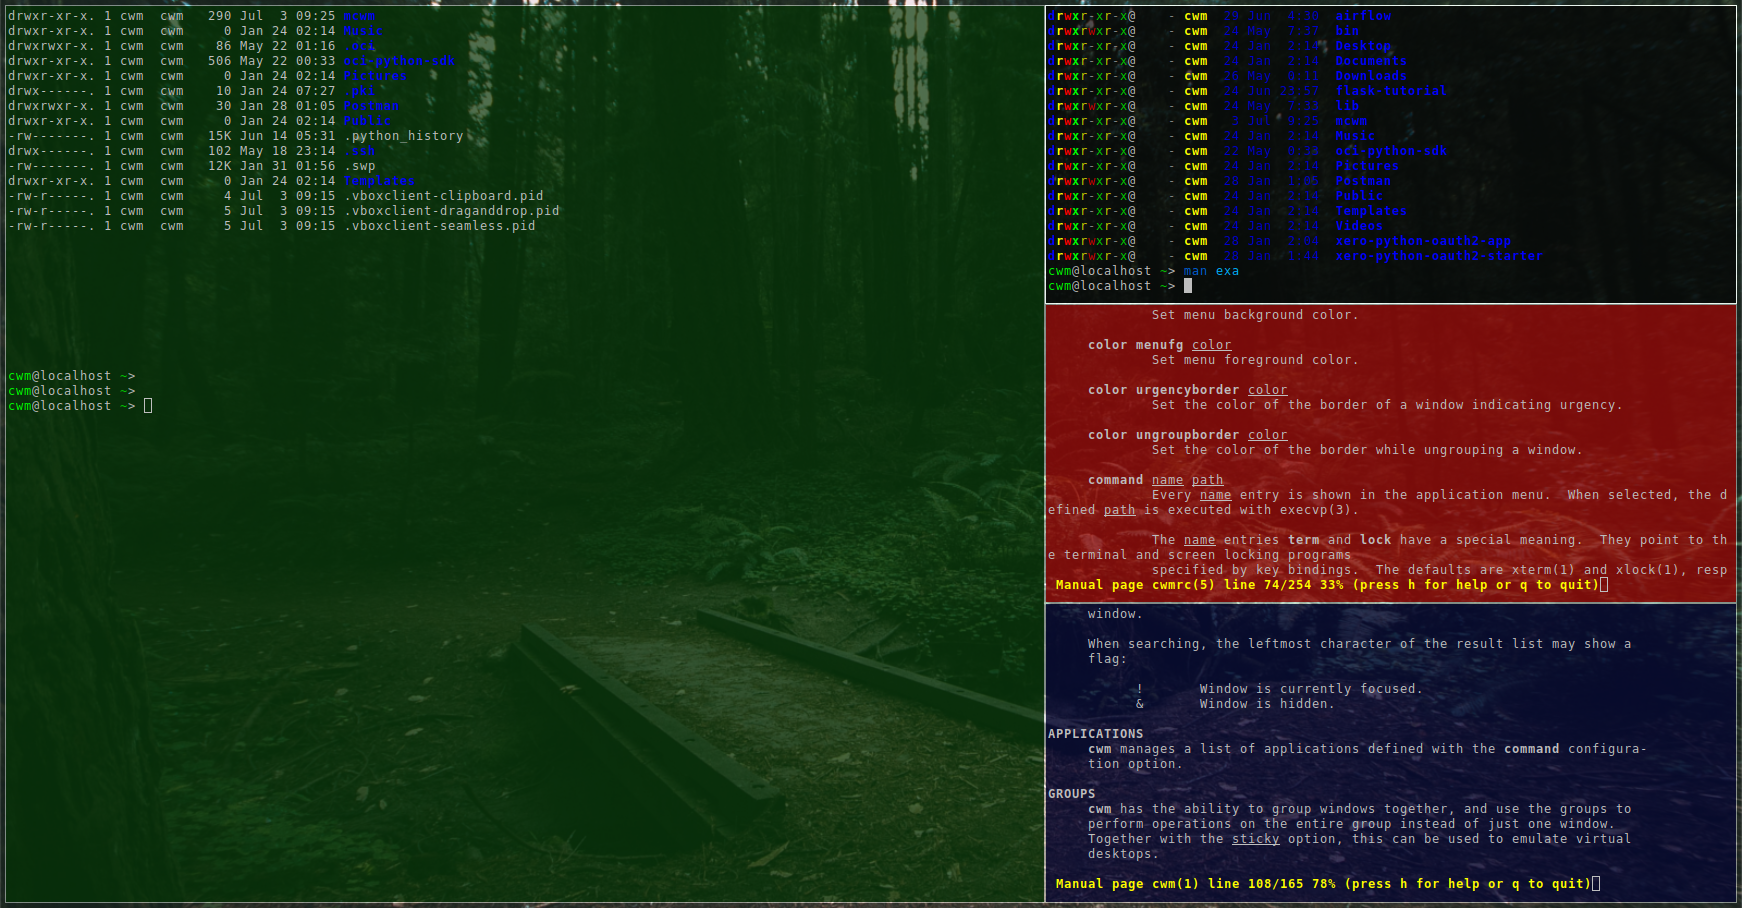 drwxr-xr-x. 1 cwm  cwm   290 Jul  3 09:25 mcwm
drwxr-xr-x. 1 cwm  cwm     0 Jan 24 02:14 Music
drwxrwxr-x. 1 cwm  cwm    86 May 22 01:16 .oci
drwxr-xr-x. 1 cwm  cwm   506 May 22 00:33 oci-python-sdk
drwxr-xr-x. 1 cwm  cwm     0 Jan 24 02:14 Pictures
drwx------. 1 cwm  cwm    10 Jan 24 07:27 .pki
drwxrwxr-x. 1 cwm  cwm    30 Jan 28 01:05 Postman
drwxr-xr-x. 1 cwm  cwm     0 Jan 24 02:14 Public
-rw-------. 1 cwm  cwm   15K Jun 14 05:31 .python_history
drwx------. 1 cwm  cwm   102 May 18 23:14 .ssh
-rw-------. 1 cwm  cwm   12K Jan 31 01:56 .swp
drwxr-xr-x. 1 cwm  cwm     0 Jan 24 02:14 Templates
-rw-r-----. 1 cwm  cwm     4 Jul  3 09:15 .vboxclient-clipboard.pid
-rw-r-----. 1 cwm  cwm     5 Jul  3 09:15 .vboxclient-draganddrop.pid
-rw-r-----. 1 cwm  cwm     5 Jul  3 09:15 .vboxclient-seamless.pid
cwm@localhost ~>
cwm@localhost ~>
cwm@localhost ~>
drwxr-xr-x@    - cwm  29 Jun  4:30  airflow
drwxrwxr-x@    - cwm  24 May  7:37  bin
drwxr-xr-x@    - cwm  24 Jan  2:14  Desktop
drwxr-xr-x@    - cwm  24 Jan  2:14  Documents
drwxr-xr-x@    - cwm  26 May  0:11  Downloads
drwxr-xr-x@    - cwm  24 Jun 23:57  flask-tutorial
drwxrwxr-x@    - cwm  24 May  7:33  lib
drwxr-xr-x@    - cwm   3 Jul  9:25  mcwm
drwxr-xr-x@    - cwm  24 Jan  2:14  Music
drwxr-xr-x@    - cwm  22 May  0:33  oci-python-sdk
drwxr-xr-x@    - cwm  24 Jan  2:14  Pictures
drwxrwxr-x@    - cwm  28 Jan  1:05  Postman
drwxr-xr-x@    - cwm  24 Jan  2:14  Public
drwxr-xr-x@    - cwm  24 Jan  2:14  Templates
drwxr-xr-x@    - cwm  24 Jan  2:14  Videos
drwxrwxr-x@    - cwm  28 Jan  2:04  xero-python-oauth2-app
drwxrwxr-x@    - cwm  28 Jan  1:44  xero-python-oauth2-starter
cwm@localhost ~> man exa
cwm@localhost ~>
Set menu background color.
color menufg color
Set menu foreground color.
color urgencyborder color
Set the color of the border of a window indicating urgency.
color ungroupborder color
Set the color of the border while ungrouping a window.
command name path
Every name entry is shown in the application menu.  When selected, the d
efined path is executed with execvp(3).
The name entries term and lock have a special meaning.  They point to th
e terminal and screen locking programs
specified by key bindings.  The defaults are xterm(1) and xlock(1), resp
Manual page cwmrc(5) line 74/254 33% (press h for help or q to quit)
window.
When searching, the leftmost character of the result list may show a
flag:
!       Window is currently focused.
&       Window is hidden.
APPLICATIONS
cwm manages a list of applications defined with the command configura-
tion option.
GROUPS
cwm has the ability to group windows together, and use the groups to
perform operations on the entire group instead of just one window.
Together with the sticky option, this can be used to emulate virtual
desktops.
Manual page cwm(1) line 108/165 78% (press h for help or q to quit)